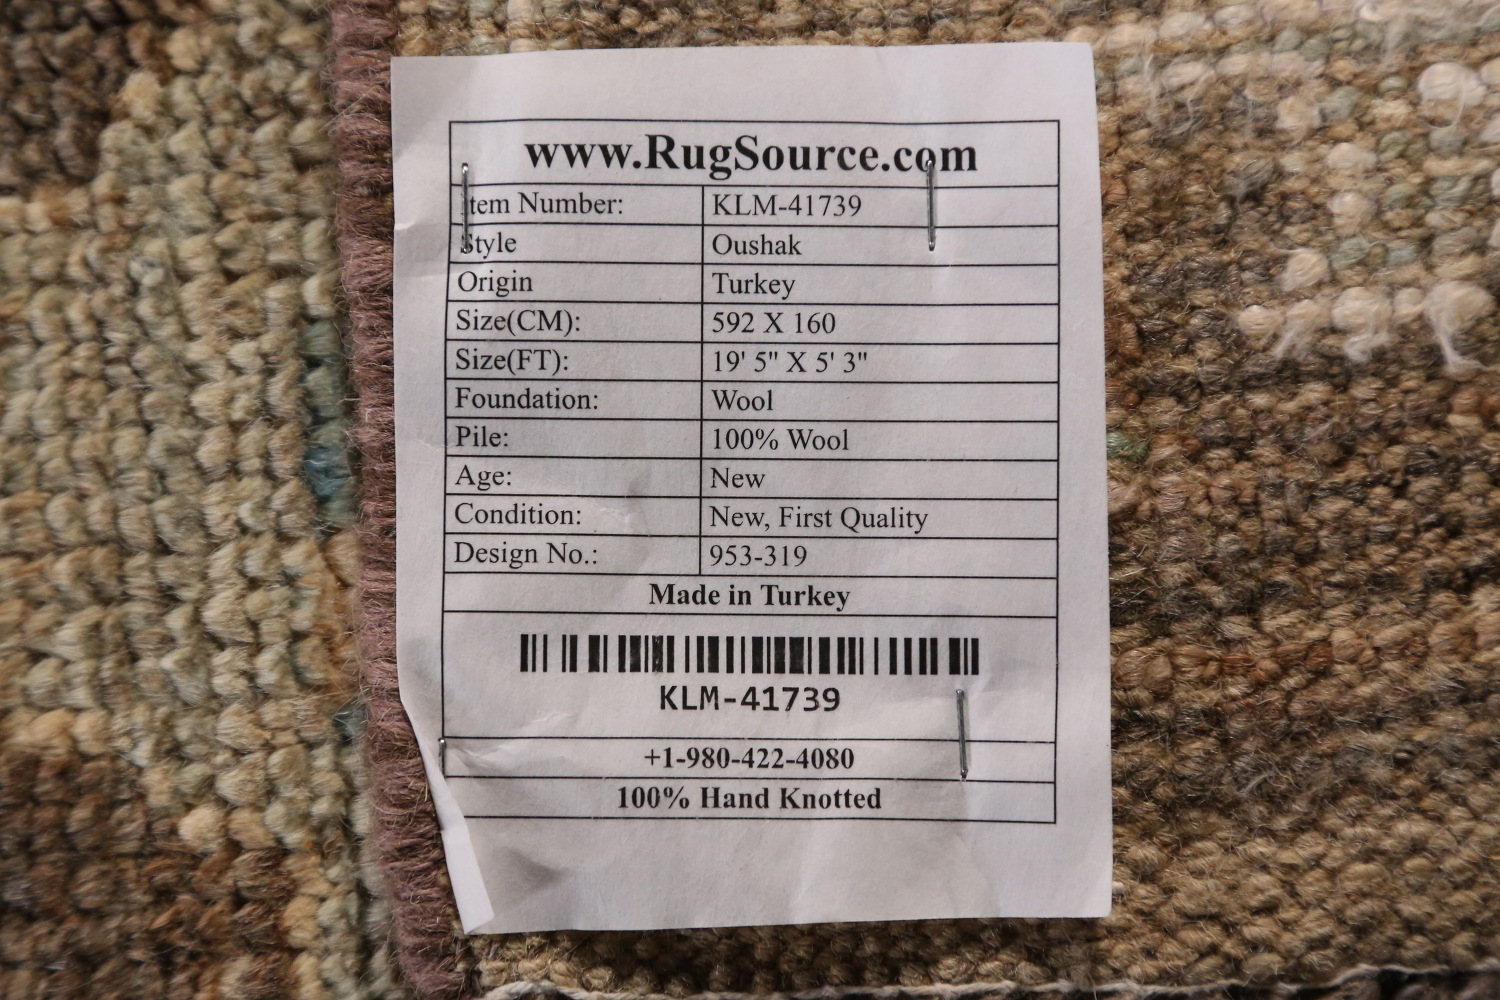 www.RugSource.com
Item Number: KLM-41739
Style Oushak
Origin Turkey
Size(CM): 592 X 160
Size(FT): 19' 5" X 5' 3"
Foundation: Wool
Pile: 100% Wool
Age: New
Condition: New, First Quality
Design No.: 953-319
Made in Turkey
KLM-41739
+1-980-422-4080
100% Hand Knotted